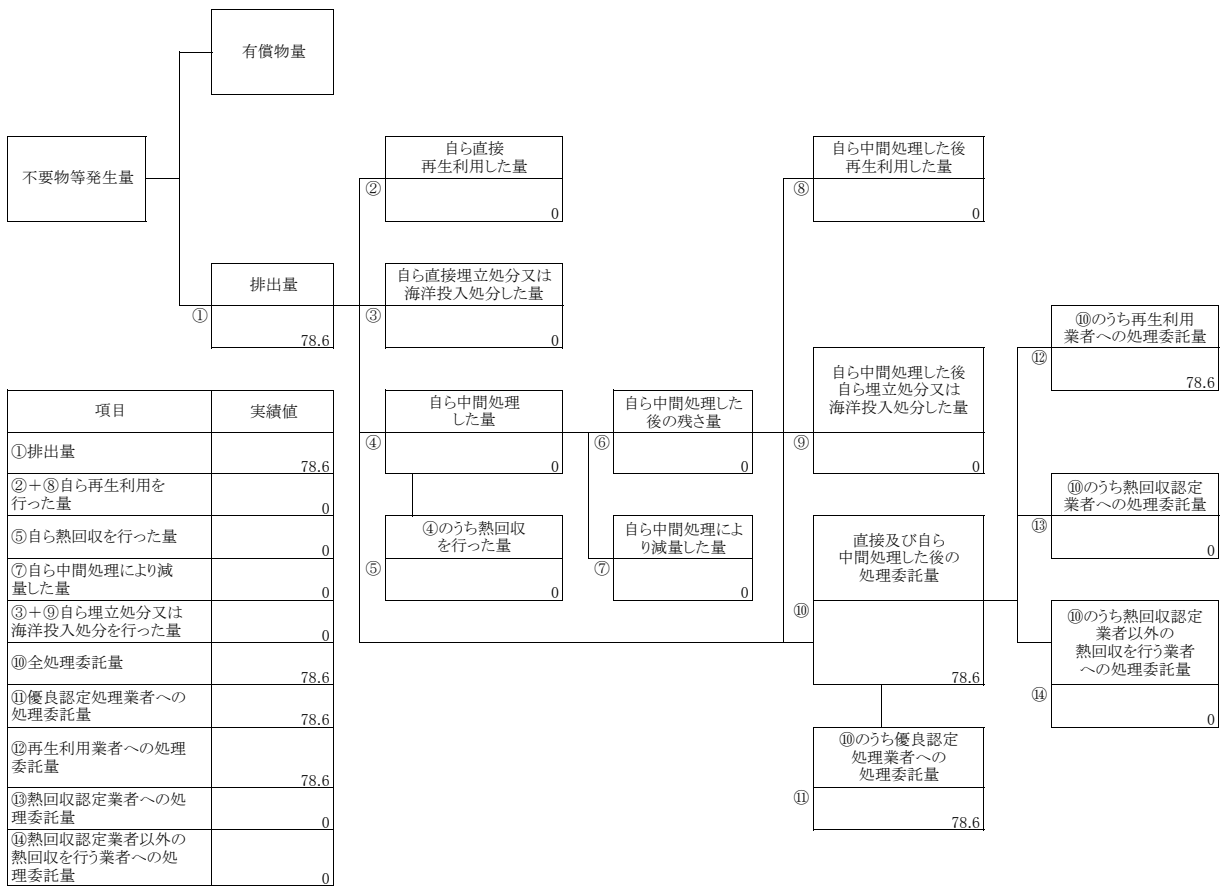 有償物量
不要物等発生量
排出量
①
78.6
自ら直接
再生利用した量
②
0
自ら直接埋立処分又は
海洋投入処分した量
③
0
自ら中間処理
した量
④
0
④のうち熱回収
を行った量
⑤
0
自ら中間処理した
後の残さ量
⑥
0
自ら中間処理によ
り減量した量
⑦
0
自ら中間処理した後
再生利用した量
⑧
0
自ら中間処理した後
自ら埋立処分又は
海洋投入処分した量
⑨
0
直接及び自ら
中間処理した後の
処理委託量
⑩
78.6
⑩のうち優良認定
処理業者への
処理委託量
⑪
78.6
⑩のうち再生利用
業者への処理委託量
⑫
78.6
⑩のうち熱回収認定
業者への処理委託量
⑬
0
⑩のうち熱回収認定
業者以外の
熱回収を行う業者
への処理委託量
⑭
0
項目 実績値
①排出量
78.6
②＋⑧自ら再生利用を
行った量
0
⑤自ら熱回収を行った量
0
⑦自ら中間処理により減
量した量
0
③＋⑨自ら埋立処分又は
海洋投入処分を行った量
0
⑩全処理委託量
78.6
⑪優良認定処理業者への
処理委託量
78.6
⑫再生利用業者への処理
委託量
78.6
⑬熱回収認定業者への処
理委託量
0
⑭熱回収認定業者以外の
熱回収を行う業者への処
理委託量
0